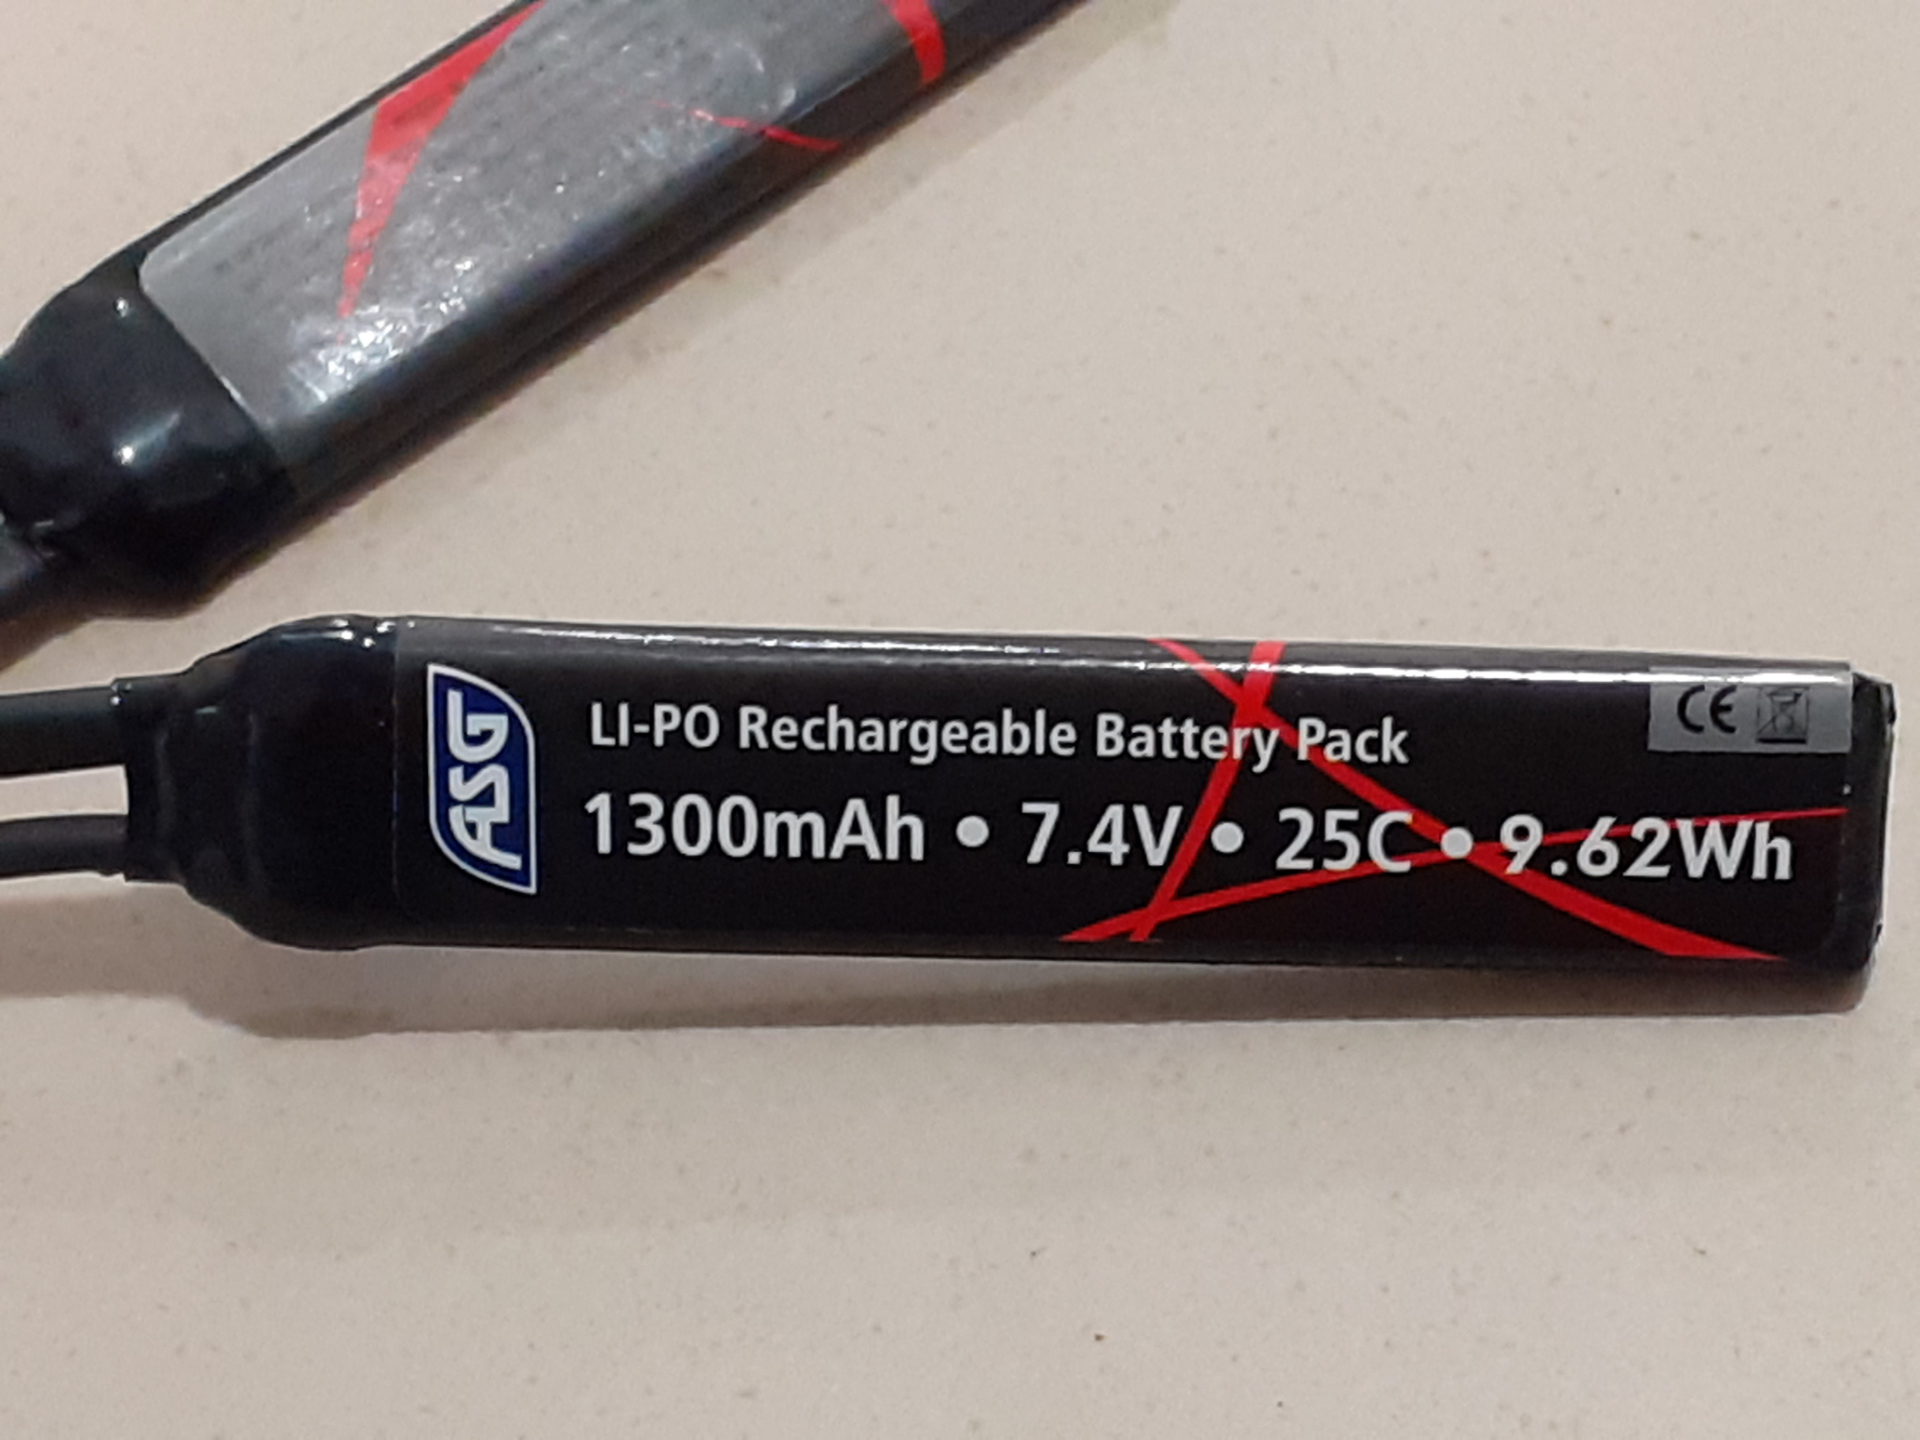 ASG
LI-PO Rechargeable Battery Pack
1300mAh • 7.4V • 25C • 9.62Wh
CE